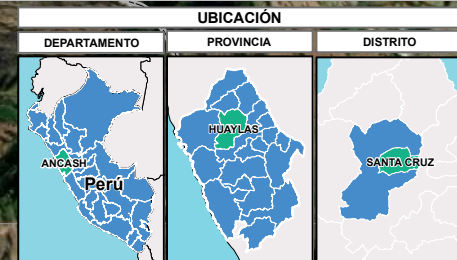 UBICACIÓN
DEPARTAMENTO
PROVINCIA
DISTRITO
ANCASH
Perú
HUAYLAS
SANTA CRUZ